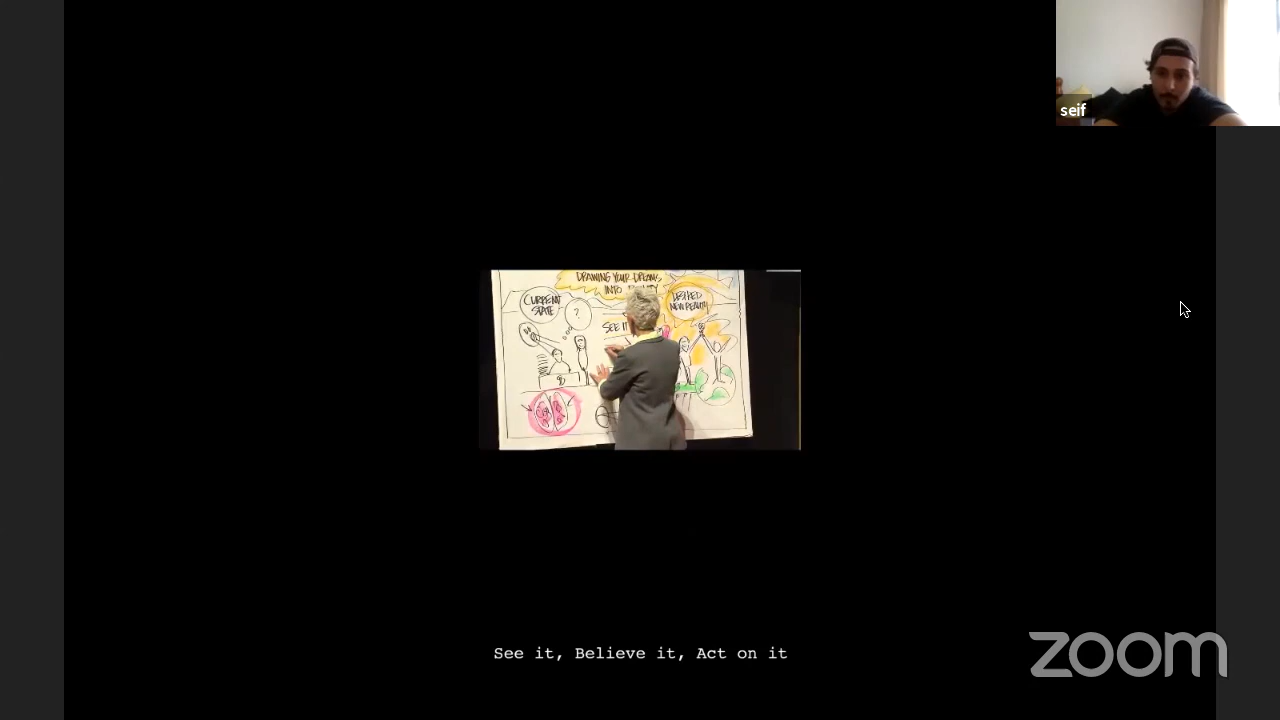 seif
DRAWING YOUR DREAMS
INTO
CURRENT
STATE
?
DESIRED
NEW REALITY
SEE IT
See it, Believe it, Act on it
zoom